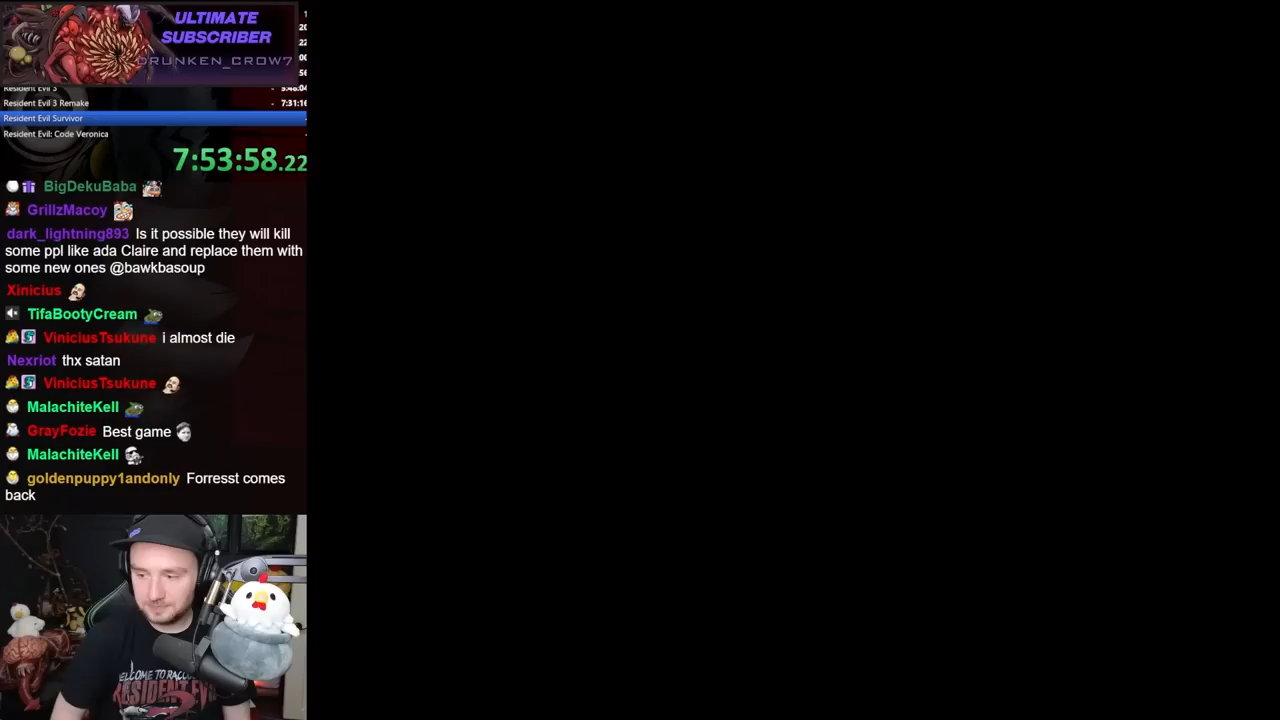 ULTIMATE
SUBSCRIBER
DRUNKEN_CROW7
Resident Evil 3
Resident Evil 3 Remake - 7:31:16
Resident Evil Survivor
Resident Evil: Code Veronica
7:53:58.22
BigDekuBaba
GrillzMacoy
dark_lightning893 Is it possible they will kill
some ppl like ada Claire and replace them with
some new ones @bawkbasoup
Xinicius
TifaBootyCream
ViniciusTsukune i almost die
Nexriot thx satan
ViniciusTsukune
MalachiteKell
GrayFozie Best game
MalachiteKell
goldenpuppy1andonly Forresst comes
back
RESIDENT EVIL